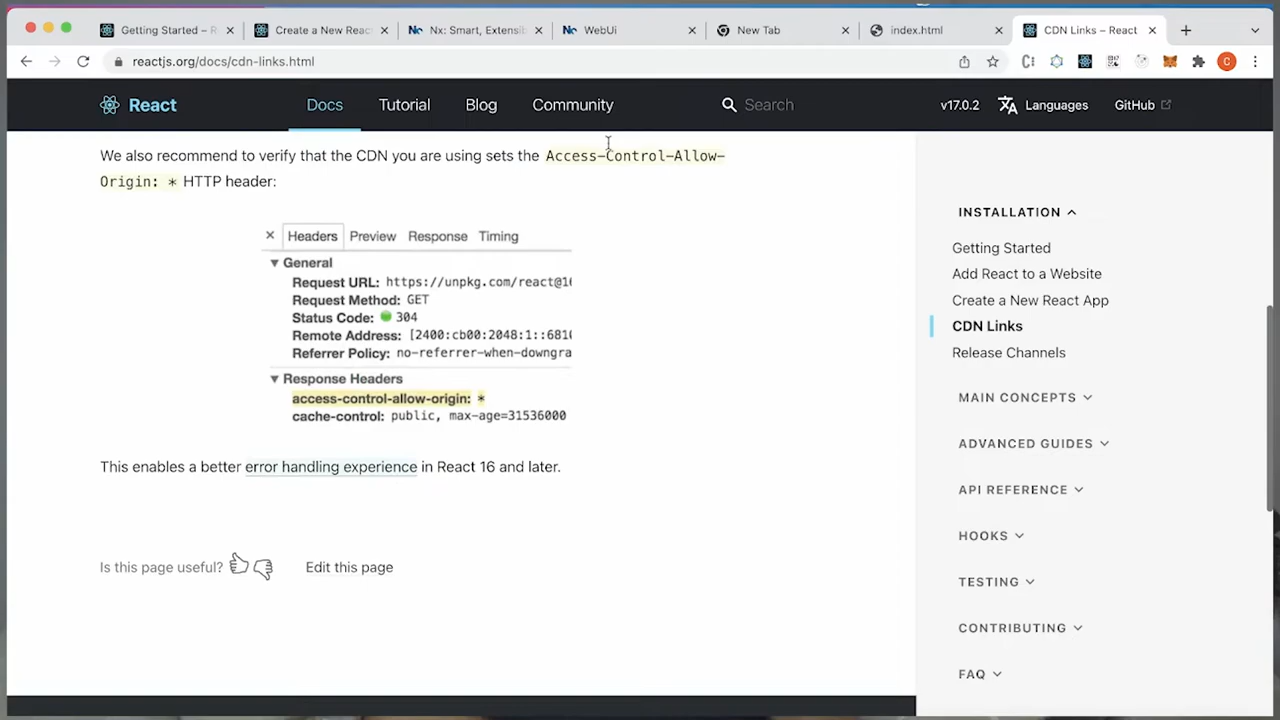 Getting Started – R
Create a New Reac
Nx: Smart, Extensib
WebUi
New Tab
index.html
CDN Links – React
reactjs.org/docs/cdn-links.html
C
React
Docs
Tutorial
Blog
Community
Search
v17.0.2
Languages
GitHub
We also recommend to verify that the CDN you are using sets the Access-Control-Allow-
Origin: * HTTP header:
Headers Preview Response Timing
General
Request URL: https://unpkg.com/react@16
Request Method: GET
Status Code: 304
Remote Address: [2400:cb00:2048:1::6810
Referrer Policy: no-referrer-when-downgra
Response Headers
access-control-allow-origin: *
cache-control: public, max-age=31536000
This enables a better error handling experience in React 16 and later.
Is this page useful?
Edit this page
INSTALLATION
Getting Started
Add React to a Website
Create a New React App
CDN Links
Release Channels
MAIN CONCEPTS
ADVANCED GUIDES
API REFERENCE
HOOKS
TESTING
CONTRIBUTING
FAQ